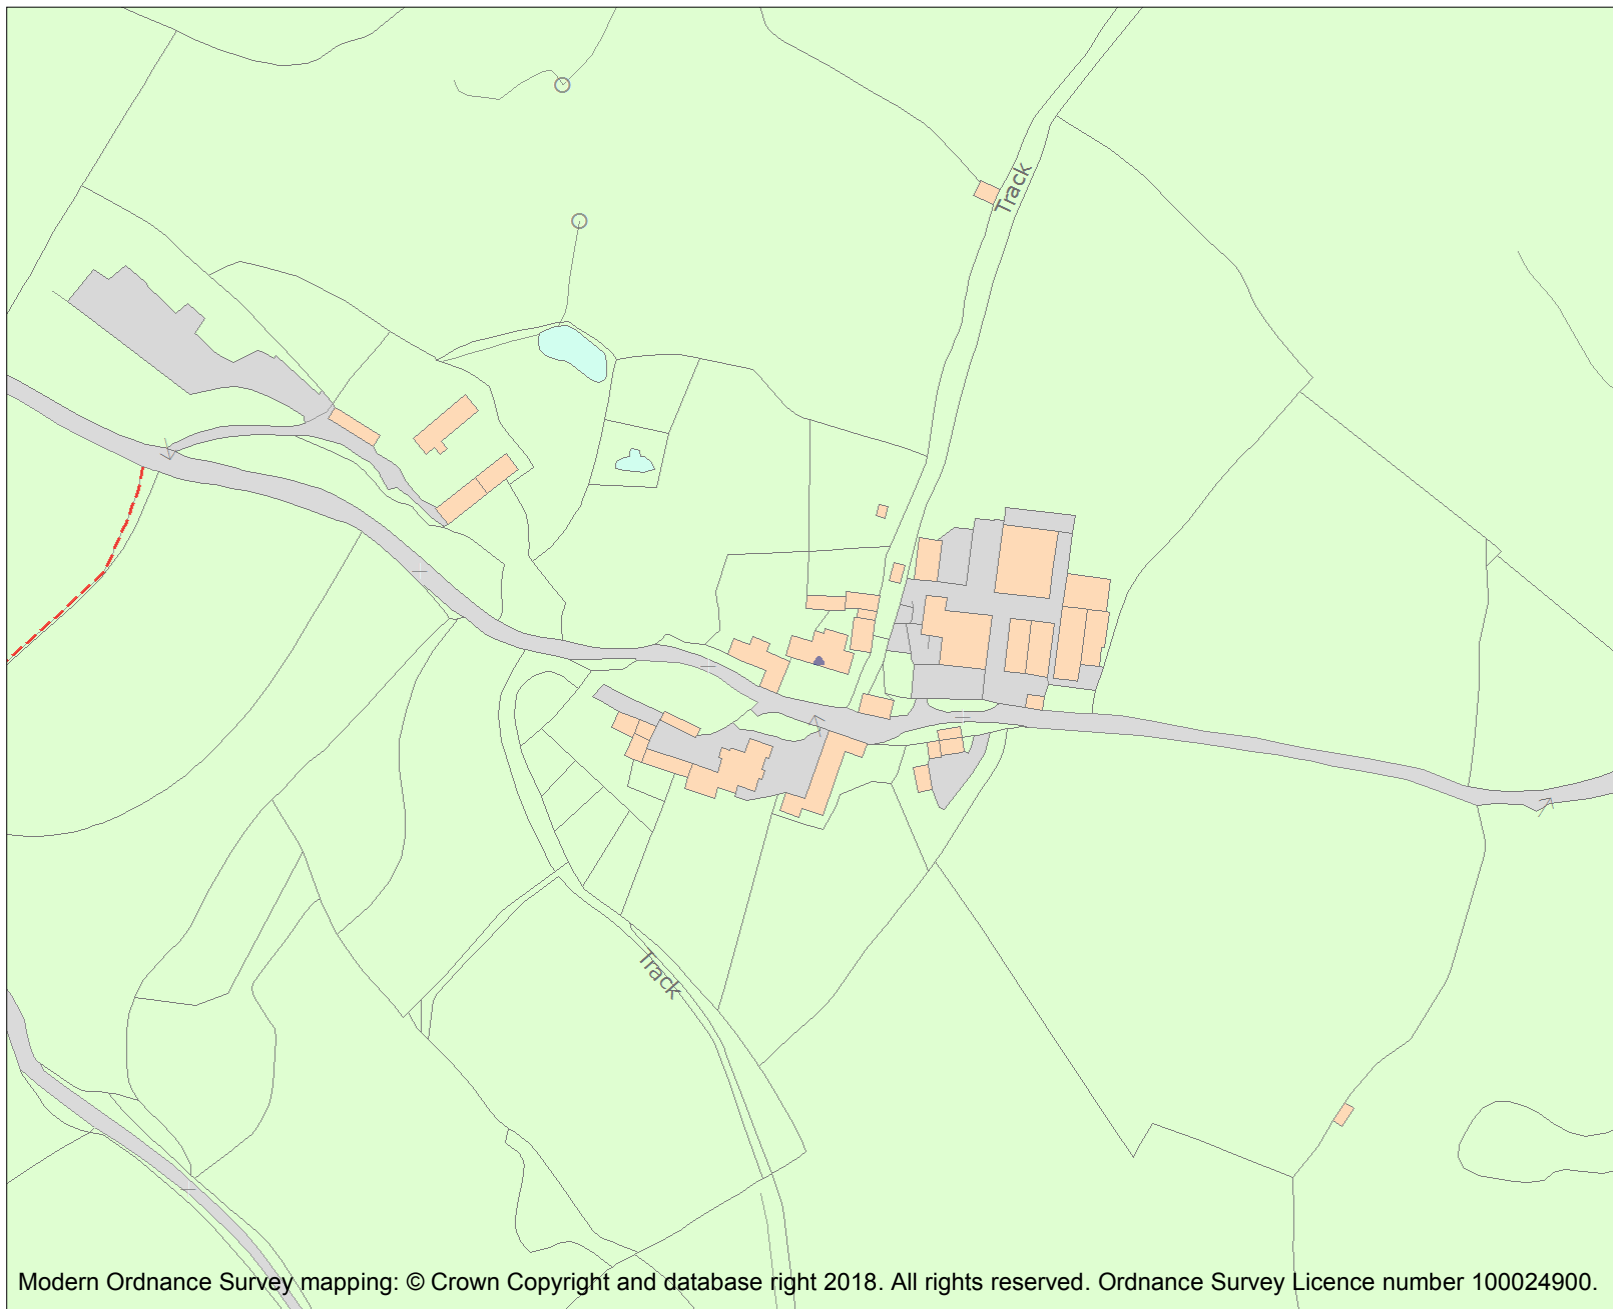 Track
Track
Modern Ordnance Survey mapping: © Crown Copyright and database right 2018. All rights reserved. Ordnance Survey Licence number 100024900.